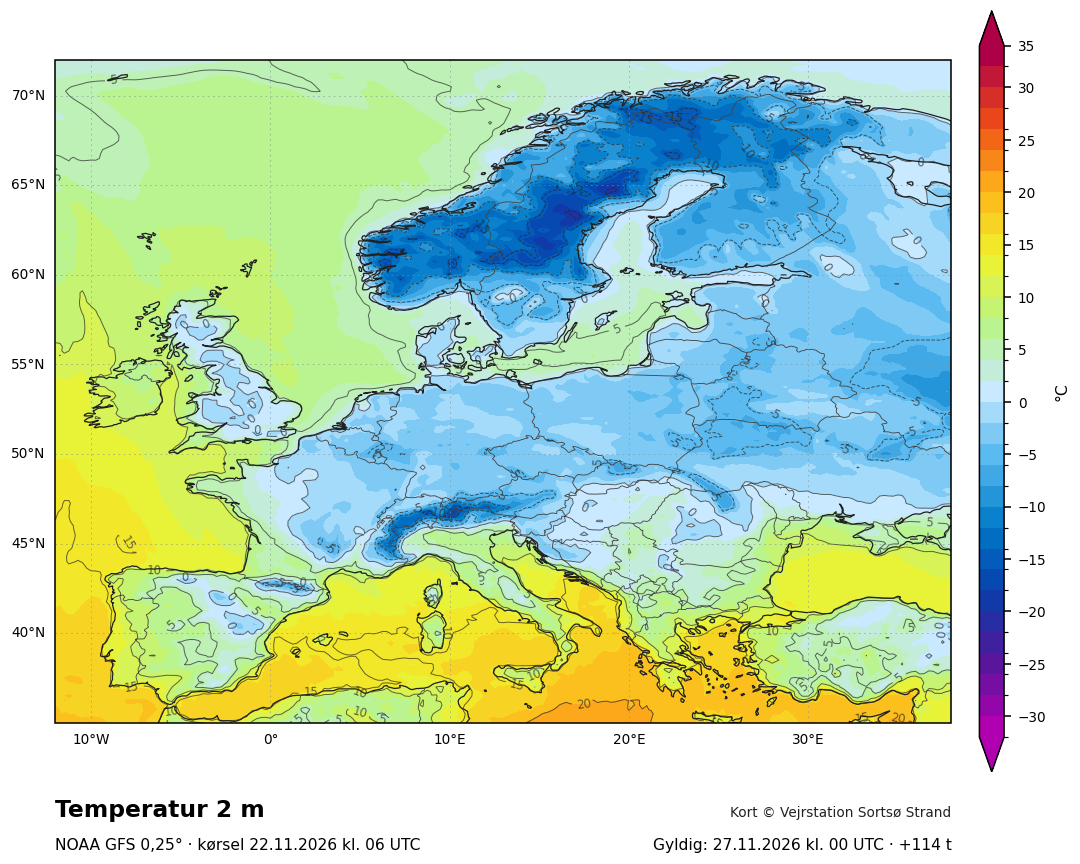 70°N
65°N
60°N
55°N
50°N
45°N
40°N
10°W
0°
10°E
20°E
30°E
35
30
25
20
15
10
5
0
−5
−10
−15
−20
−25
−30
°C
Temperatur 2 m
Kort © Vejrstation Sortsø Strand
NOAA GFS 0,25° · kørsel 22.11.2026 kl. 06 UTC
Gyldig: 27.11.2026 kl. 00 UTC · +114 t